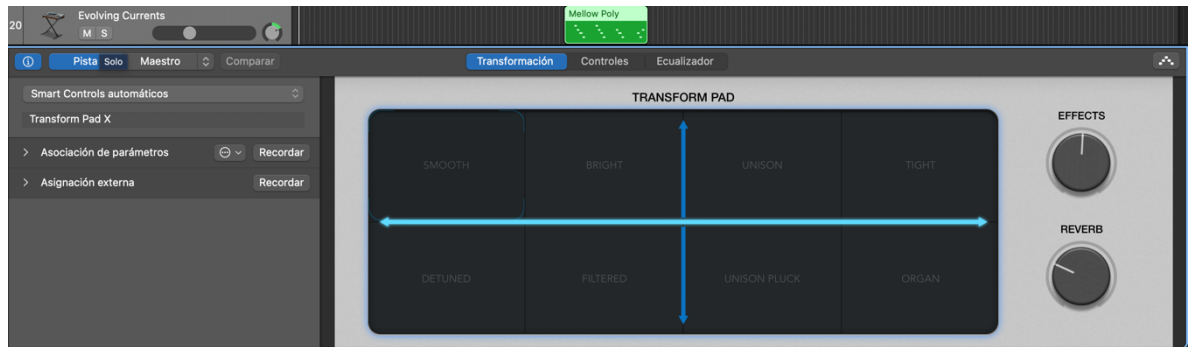 20
Evolving Currents
M S
Mellow Poly
Pista Solo Maestro Comparar
Transformación Controles Ecualizador
Smart Controls automáticos
Transform Pad X
Asociación de parámetros Recordar
Asignación externa Recordar
TRANSFORM PAD
SMOOTH BRIGHT UNISON TIGHT
DETUNED FILTERED UNISON PLUCK ORGAN
EFFECTS
REVERB